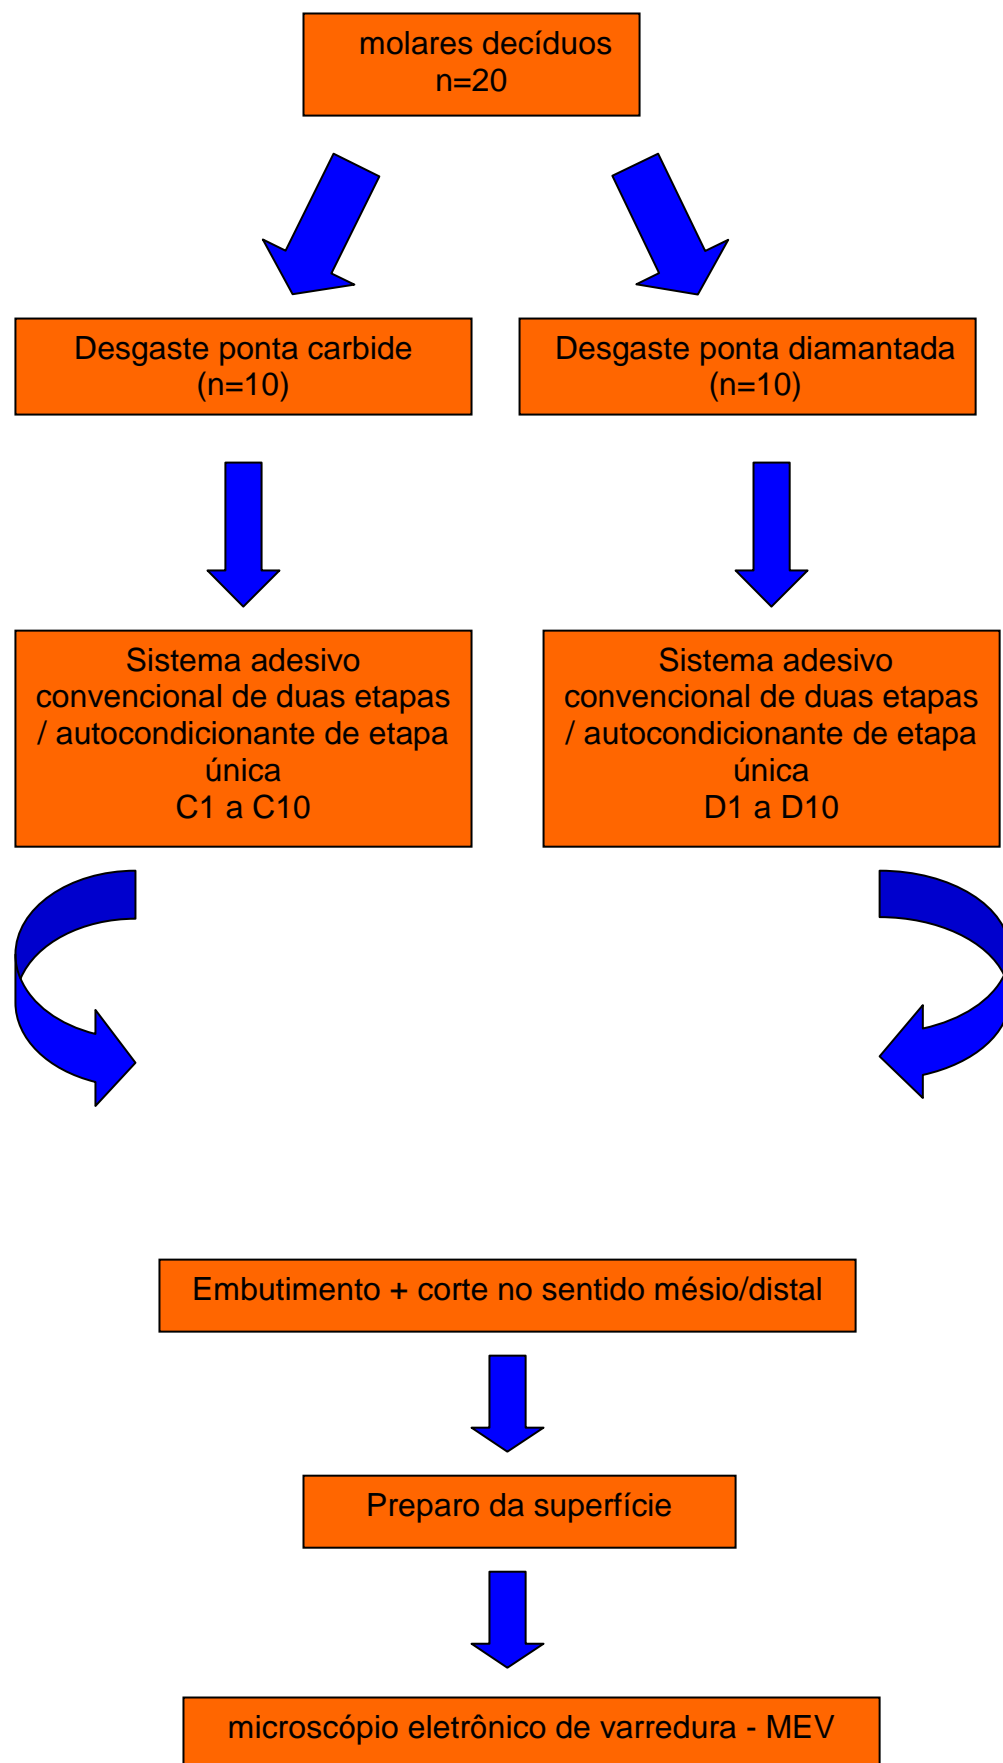 molares decíduos
n=20
Desgaste ponta carbide
(n=10)
Desgaste ponta diamantada
(n=10)
Sistema adesivo
convencional de duas etapas
/ autocondicionante de etapa
única
C1 a C10
Sistema adesivo
convencional de duas etapas
/ autocondicionante de etapa
única
D1 a D10
Embutimento + corte no sentido mésio/distal
Preparo da superfície
microscópio eletrônico de varredura - MEV